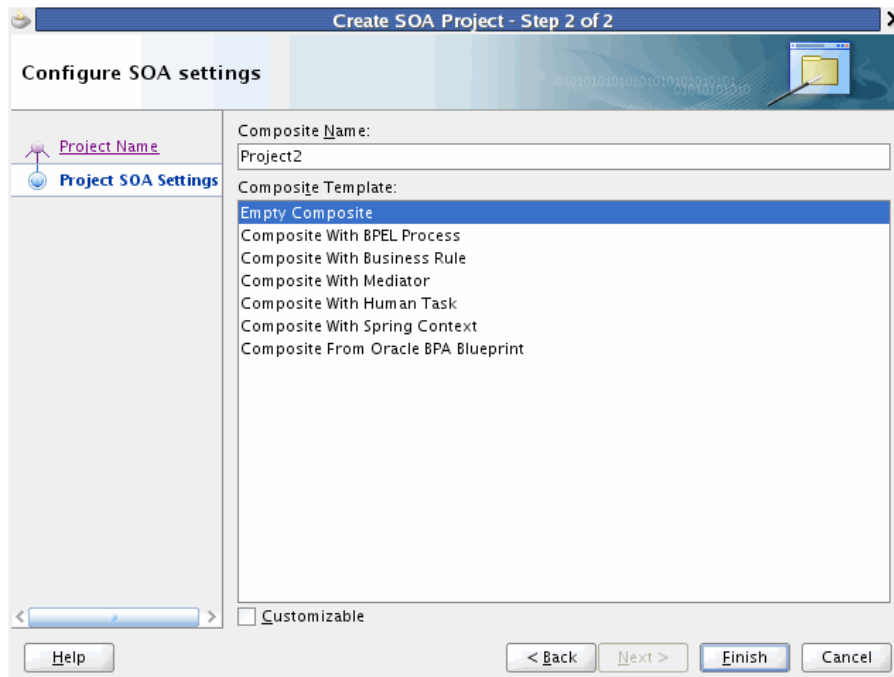 Create SOA Project - Step 2 of 2
Configure SOA settings
Project Name
Project SOA Settings
Composite Name:
Project2
Composite Template:
Empty Composite
Composite With BPEL Process
Composite With Business Rule
Composite With Mediator
Composite With Human Task
Composite With Spring Context
Composite From Oracle BPA Blueprint
Customizable
Help
< Back
Next >
Finish
Cancel